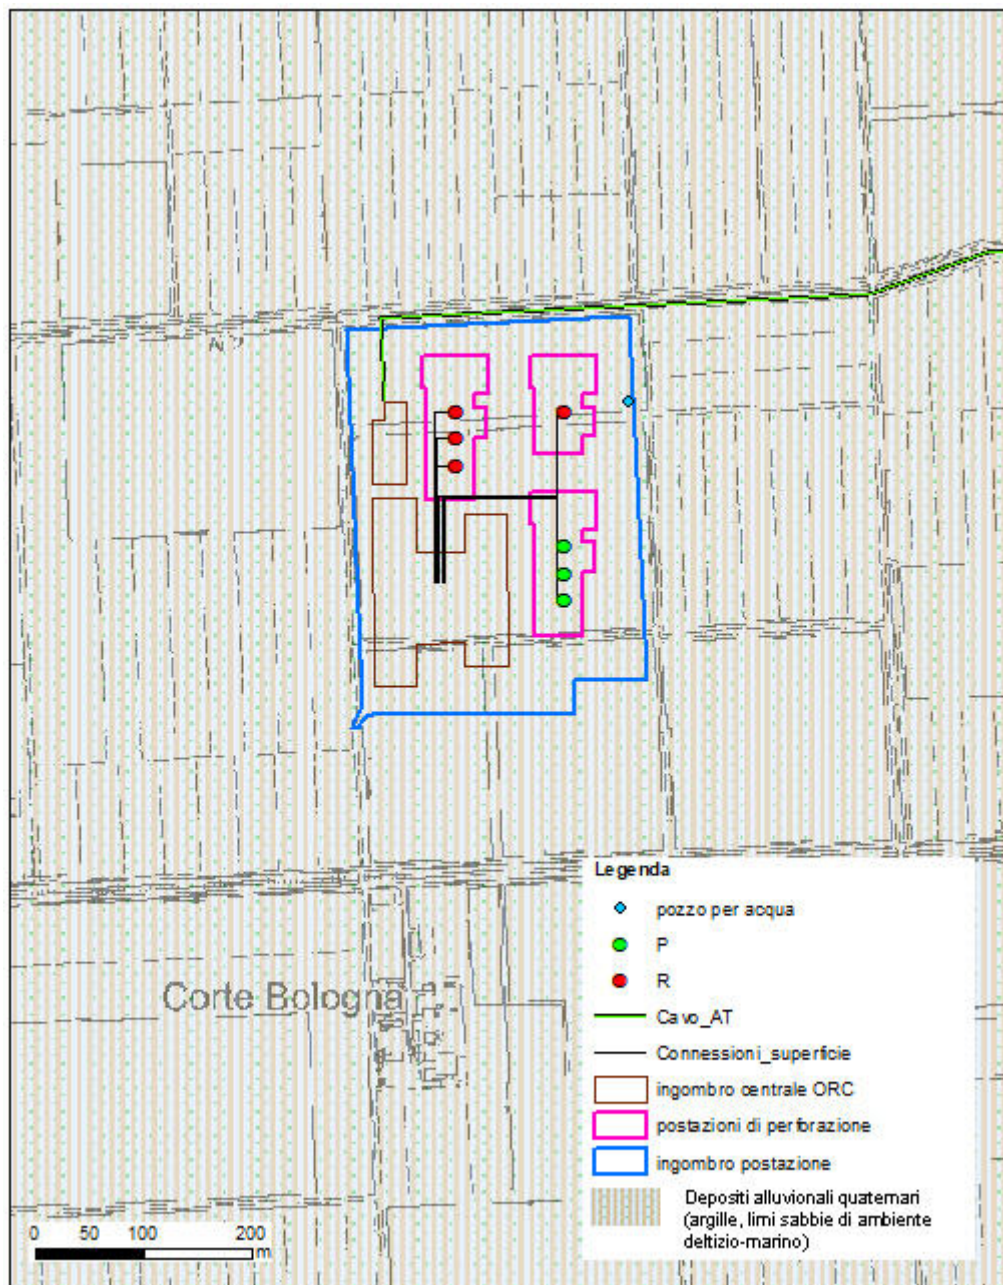 Corte Bologna
Legenda
pozzo per acqua
P
R
Cavo_AT
Connessioni_superficie
ingombro centrale ORC
postazioni di perforazione
ingombro postazione
Depositi alluvionali quaternari
(argille, limi sabbie di ambiente
deltizio-marino)
0 50 100 200
m